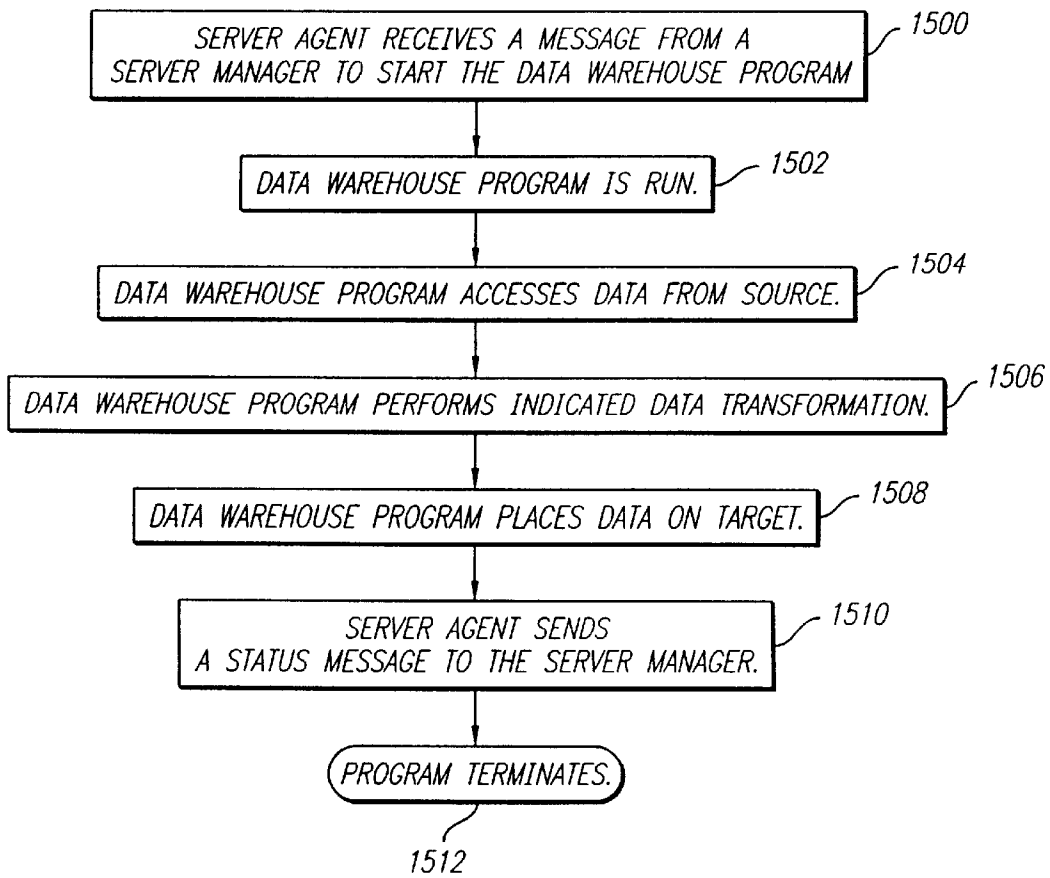 SERVER AGENT RECEIVES A MESSAGE FROM A
SERVER MANAGER TO START THE DATA WAREHOUSE PROGRAM
1500
DATA WAREHOUSE PROGRAM IS RUN.
1502
DATA WAREHOUSE PROGRAM ACCESSES DATA FROM SOURCE.
1504
DATA WAREHOUSE PROGRAM PERFORMS INDICATED DATA TRANSFORMATION.
1506
DATA WAREHOUSE PROGRAM PLACES DATA ON TARGET.
1508
SERVER AGENT SENDS
A STATUS MESSAGE TO THE SERVER MANAGER.
1510
PROGRAM TERMINATES.
1512